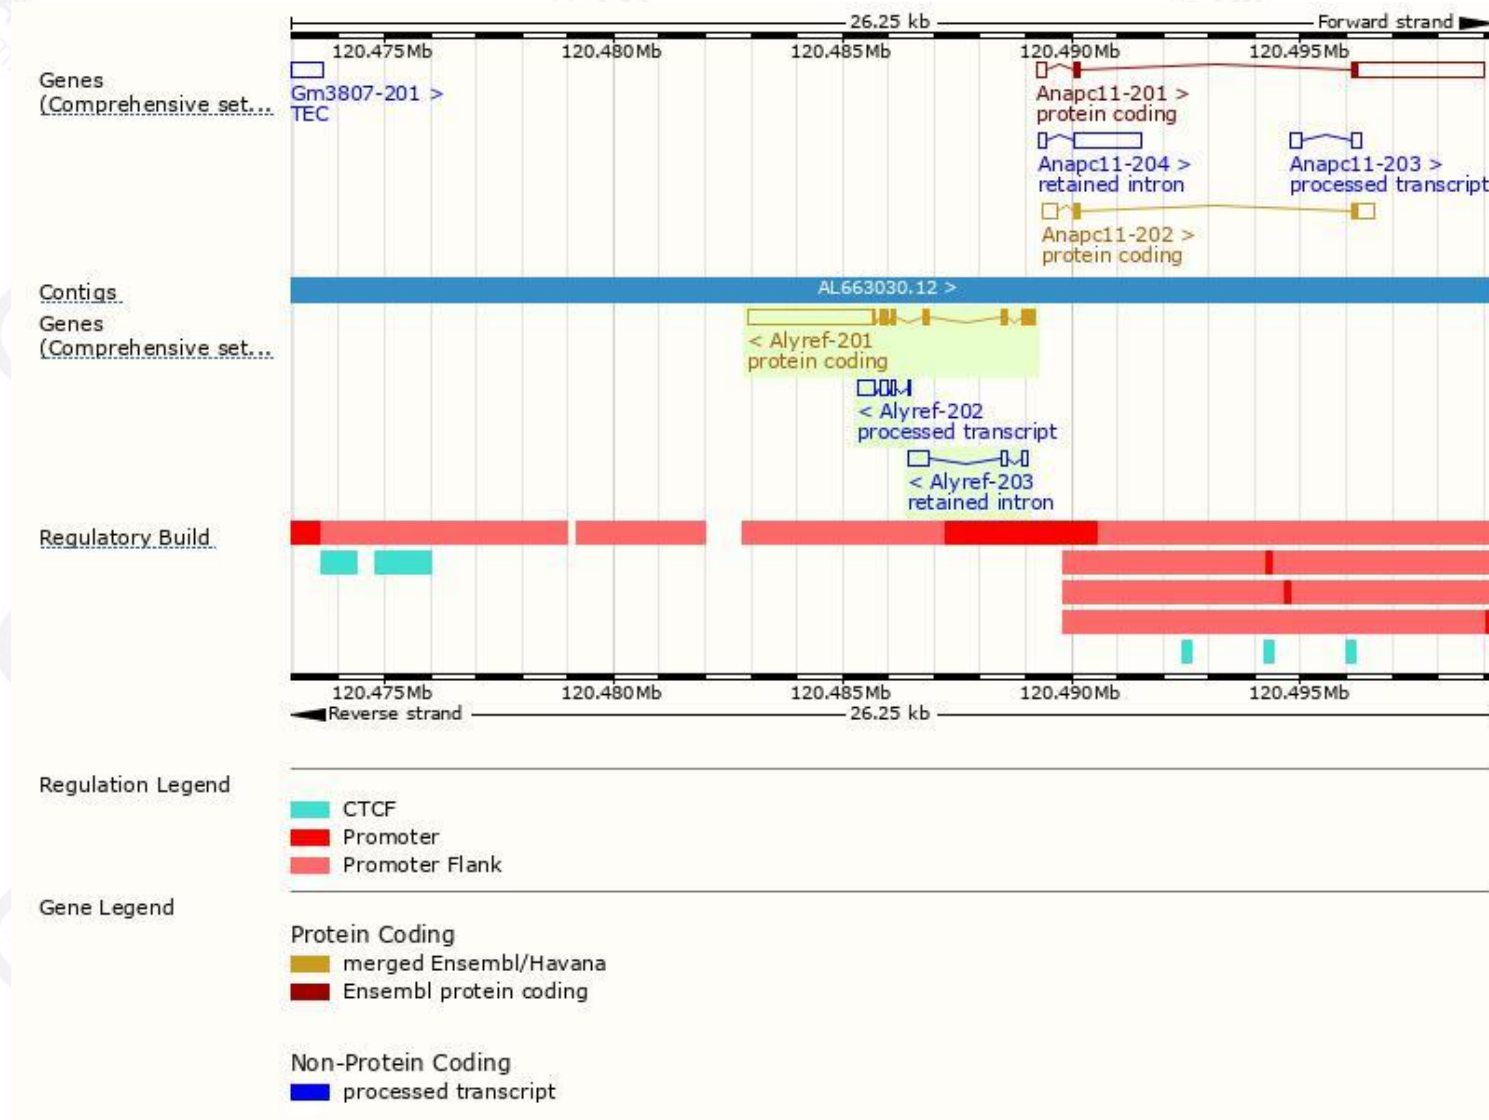 26.25 kb Forward strand
120.475Mb 120.480Mb 120.485Mb 120.490Mb 120.495Mb
Genes
(Comprehensive set...
Gm3807-201 >
TEC
Anapc11-201 >
protein coding
Anapc11-204 > Anapc11-203 >
retained intron processed transcript
Anapc11-202 >
protein coding
Contigs AL663030.12 >
Genes
(Comprehensive set...
< Alyref-201
protein coding
< Alyref-202
processed transcript
< Alyref-203
retained intron
Regulatory Build
120.475Mb 120.480Mb 120.485Mb 120.490Mb 120.495Mb
Reverse strand 26.25 kb
Regulation Legend
CTCF
Promoter
Promoter Flank
Gene Legend
Protein Coding
merged Ensembl/Havana
Ensembl protein coding
Non-Protein Coding
processed transcript